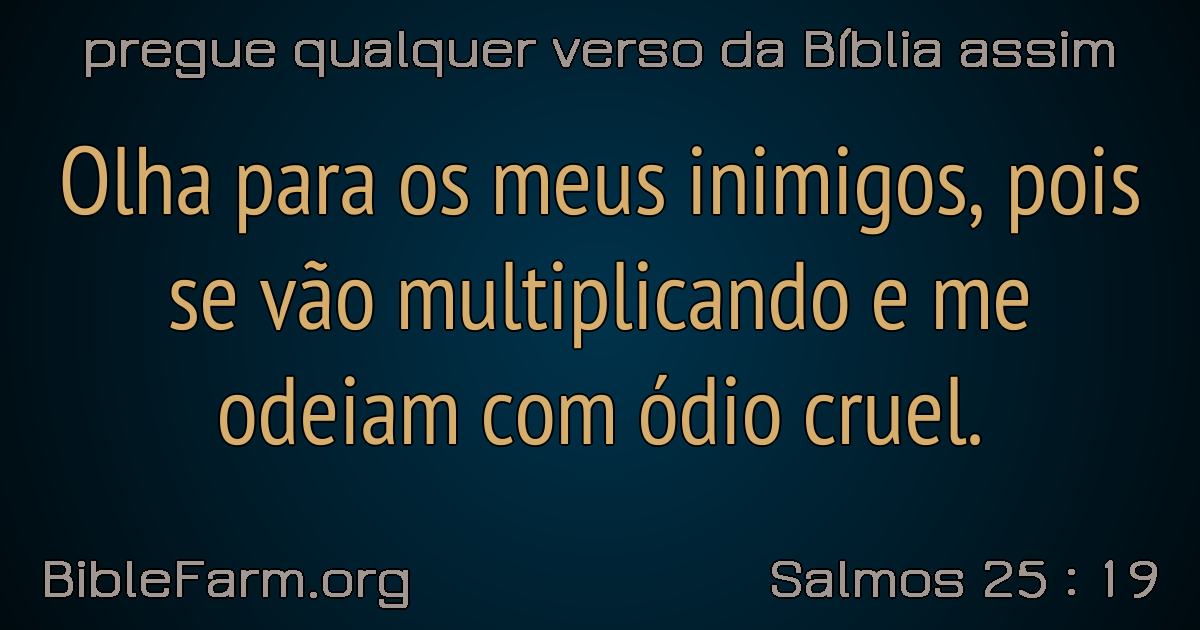 pregue qualquer verso da Bíblia assim
Olha para os meus inimigos, pois
se vão multiplicando e me
odeiam com ódio cruel.
BibleFarm.org
Salmos 25 : 19